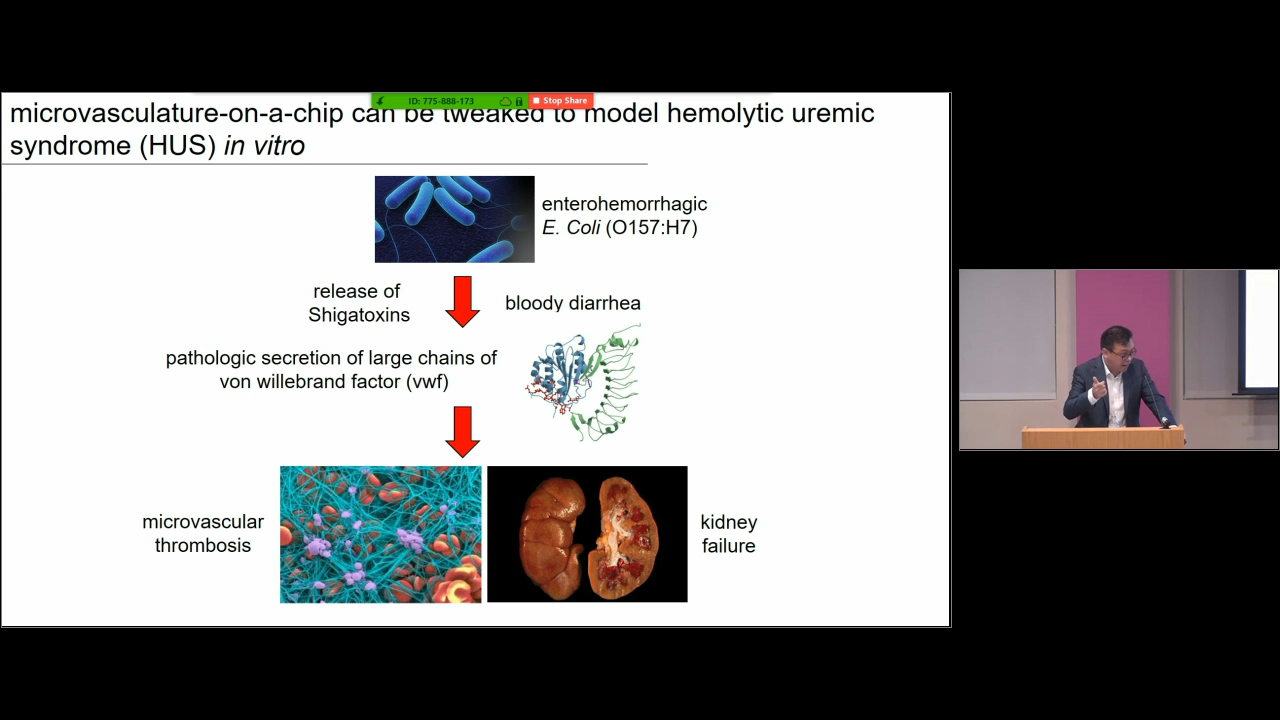 ID: 775-888-173
Stop Share
microvasculature-on-a-chip can be tweaked to model hemolytic uremic
syndrome (HUS) in vitro
enterohemorrhagic
E. Coli (O157:H7)
release of
Shigatoxins
bloody diarrhea
pathologic secretion of large chains of
von willebrand factor (vwf)
microvascular
thrombosis
kidney
failure